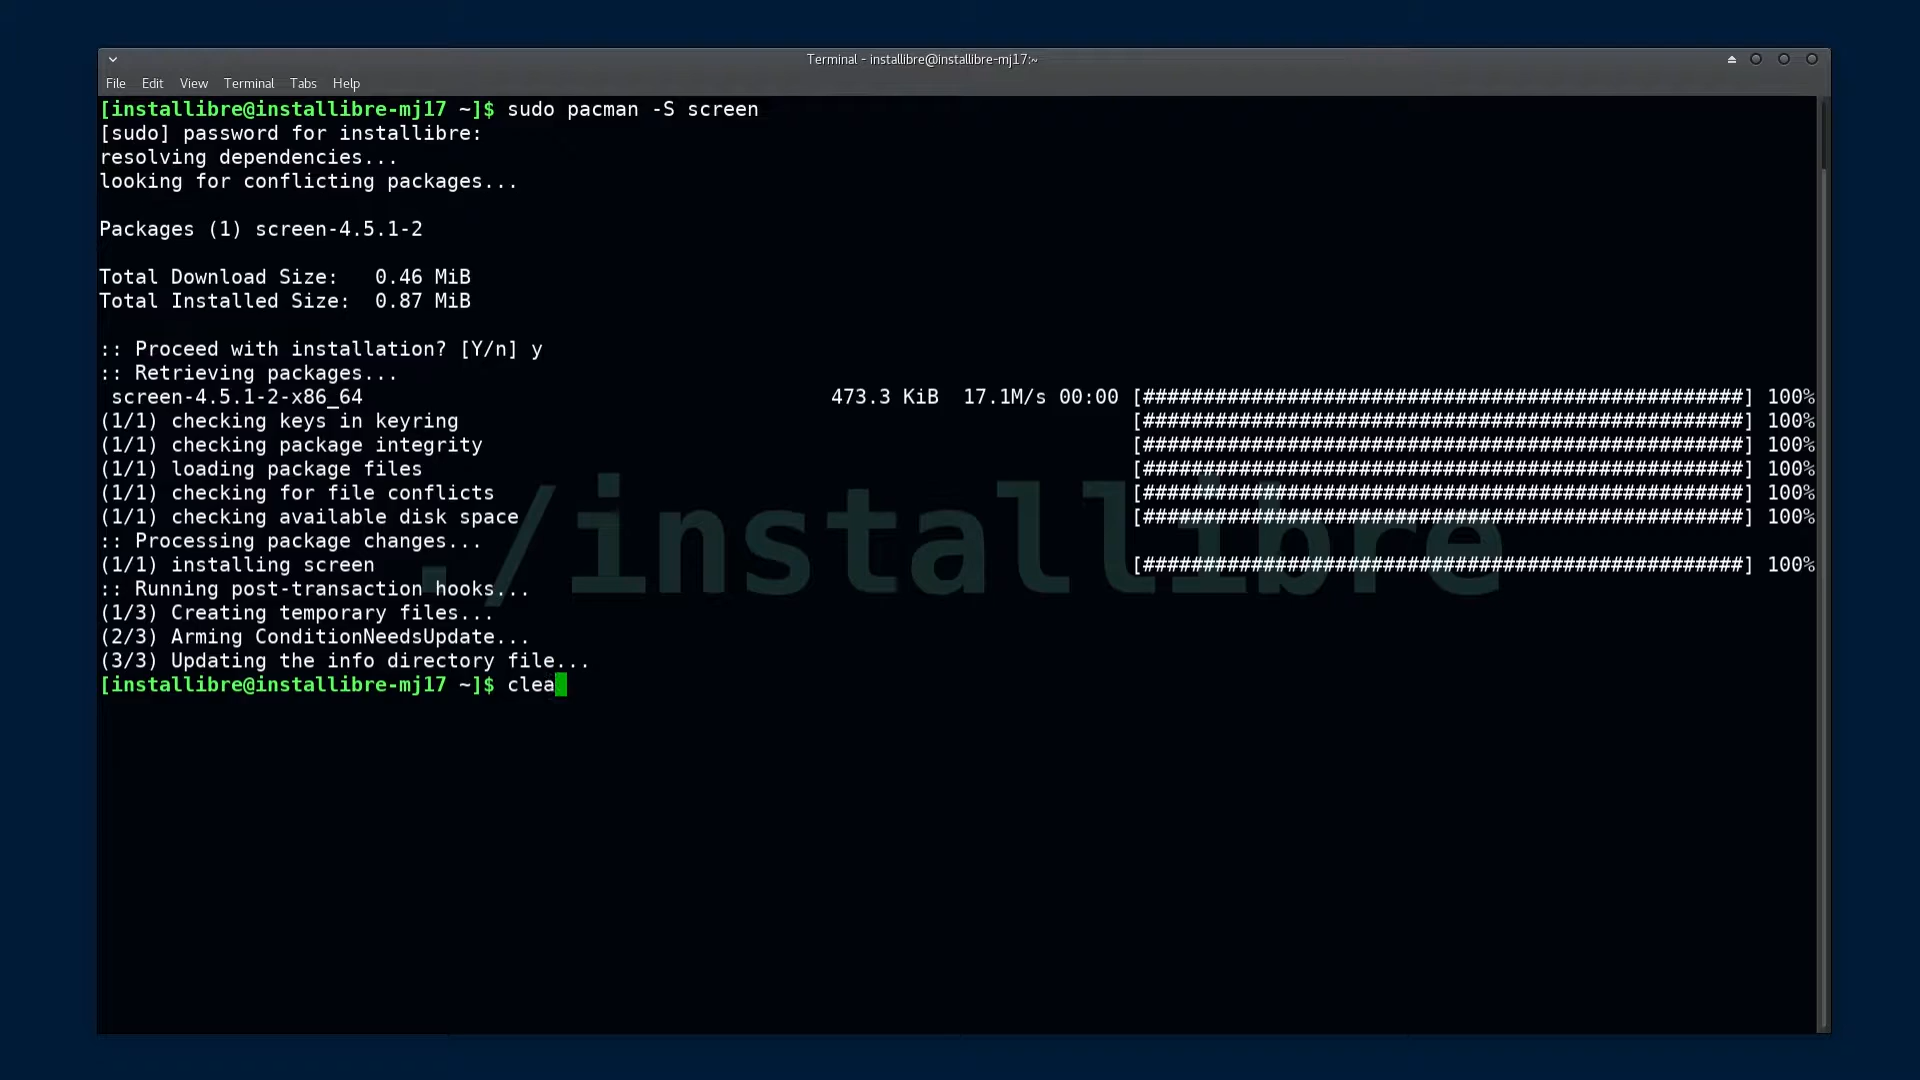 Terminal - installibre@installibre-mj17:~
File Edit View Terminal Tabs Help
[installibre@installibre-mj17 ~]$ sudo pacman -S screen
[sudo] password for installibre:
resolving dependencies...
looking for conflicting packages...
Packages (1) screen-4.5.1-2
Total Download Size:   0.46 MiB
Total Installed Size:  0.87 MiB
:: Proceed with installation? [Y/n] y
:: Retrieving packages...
screen-4.5.1-2-x86_64 473.3 KiB  17.1M/s 00:00 [##################################################] 100%
(1/1) checking keys in keyring [##################################################] 100%
(1/1) checking package integrity [##################################################] 100%
(1/1) loading package files [##################################################] 100%
(1/1) checking for file conflicts [##################################################] 100%
(1/1) checking available disk space [##################################################] 100%
:: Processing package changes...
(1/1) installing screen [##################################################] 100%
:: Running post-transaction hooks...
(1/3) Creating temporary files...
(2/3) Arming ConditionNeedsUpdate...
(3/3) Updating the info directory file...
[installibre@installibre-mj17 ~]$ clea
./installibre